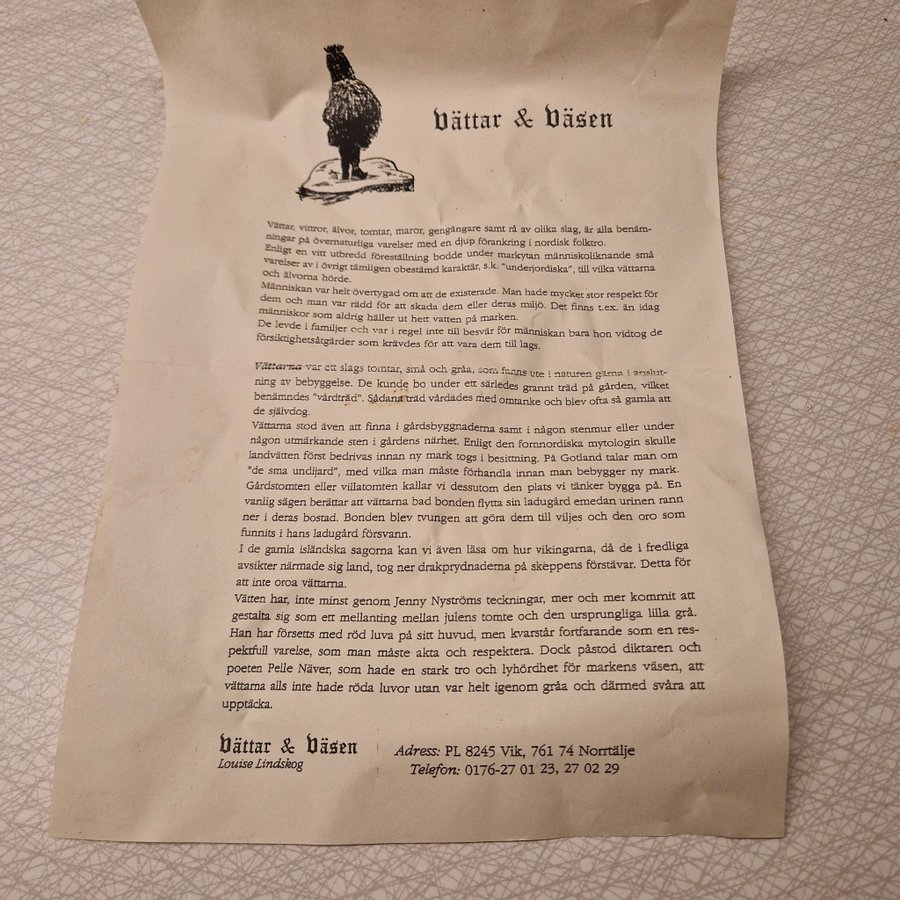 Vättar & Väsen
Vättar, vittror, älvor, tomtar, maror, gengångare samt rå av olika slag, är alla benäm-
ningar på övernaturliga varelser med en djup förankring i nordisk folktro.
Enligt en vitt utbredd föreställning bodde under markytan människoliknande små
varelser av i övrigt tämligen obestämd karaktär, s.k. "underjordiska", till vilka vättarna
och älvorna hörde.
Människan var helt övertygad om att de existerade. Man hade mycket stor respekt för
dem och man var rädd för att skada dem eller deras miljö. Det finns t.ex. än idag
människor som aldrig häller ut hett vatten på marken.
De levde i familjer och var i regel inte till besvär för människan bara hon vidtog de
försiktighetsåtgärder som krävdes för att vara dem till lags.
Vättarna var ett slags tomtar, små och gråa, som fanns ute i naturen gärna i anslut-
ning av bebyggelse. De kunde bo under ett särledes grannt träd på gården, vilket
benämndes "vårdträd". Sådana träd vårdades med omtanke och blev ofta så gamla att
de självdog.
Vättarna stod även att finna i gårdsbyggnaderna samt i någon stenmur eller under
någon utmärkande sten i gårdens närhet. Enligt den fornnordiska mytologin skulle
landvätten först bedrivas innan ny mark togs i besittning. På Gotland talar man om
"de sma undijard", med vilka man måste förhandla innan man bebygger ny mark.
Gårdstomten eller villatomten kallar vi dessutom den plats vi tänker bygga på. En
vanlig sägen berättar att vättarna bad bonden flytta sin ladugård emedan urinen rann
ner i deras bostad. Bonden blev tvungen att göra dem till viljes och den oro som
funnits i hans ladugård försvann.
I de gamla isländska sagorna kan vi även läsa om hur vikingarna, då de i fredliga
avsikter närmade sig land, tog ner drakprydnaderna på skeppens förstävar. Detta för
att inte oroa vättarna.
Vätten har, inte minst genom Jenny Nyströms teckningar, mer och mer kommit att
gestalta sig som ett mellanting mellan julens tomte och den ursprungliga lilla grå.
Han har försetts med röd luva på sitt huvud, men kvarstår fortfarande som en res-
pektfull varelse, som man måste akta och respektera. Dock påstod diktaren och
poeten Pelle Näver, som hade en stark tro och lyhördhet för markens väsen, att
vättarna alls inte hade röda luvor utan var helt igenom gråa och därmed svåra att
upptäcka.
Vättar & Väsen
Louise Lindskog
Adress: PL 8245 Vik, 761 74 Norrtälje
Telefon: 0176-27 01 23, 27 02 29